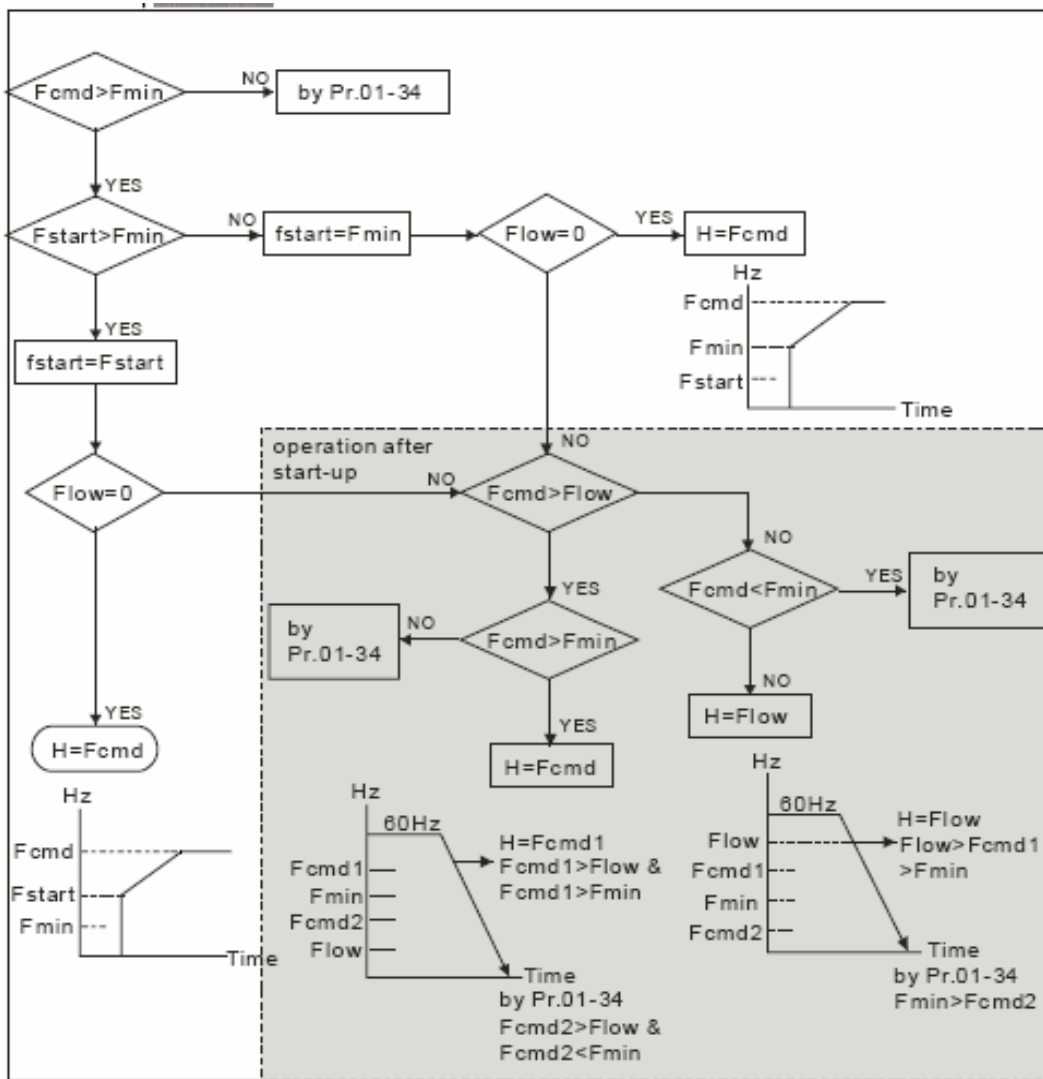 Fcmd>Fmin
NO
by Pr.01-34
YES
Fstart>Fmin
NO
fstart=Fmin
Flow=0
YES
H=Fcmd
Hz
Fcmd
Fmin
Fstart
Time
YES
fstart=Fstart
NO
operation after
start-up
Flow=0
NO
Fcmd>Flow
NO
YES
Fcmd<Fmin
YES
by
Pr.01-34
by
Pr.01-34
NO
Fcmd>Fmin
NO
H=Flow
YES
H=Fcmd
YES
H=Fcmd
Hz
Fcmd
Fstart
Fmin
Time
Hz
60Hz
Fcmd1
Fmin
Fcmd2
Flow
H=Fcmd1
Fcmd1>Flow &
Fcmd1>Fmin
Time
by Pr.01-34
Fcmd2>Flow &
Fcmd2<Fmin
Hz
60Hz
Flow
Fcmd1
Fmin
Fcmd2
H=Flow
Flow>Fcmd1
>Fmin
Time
by Pr.01-34
Fmin>Fcmd2